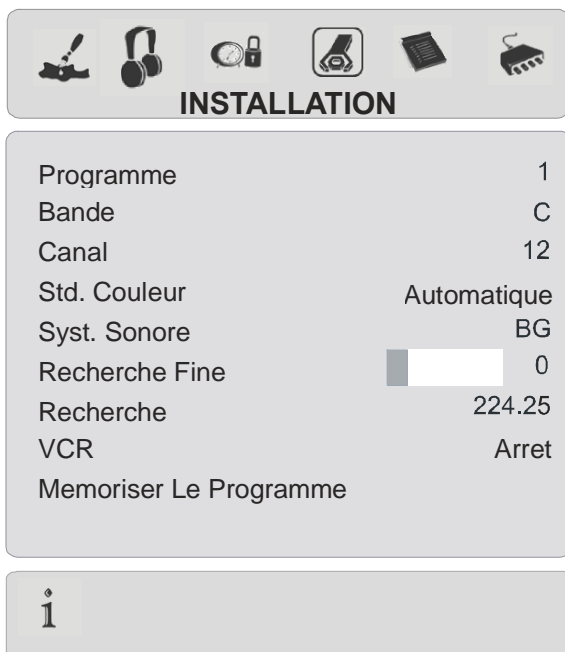 INSTALLATION
Programme 1
Bande C
Canal 12
Std. Couleur Automatique
Syst. Sonore BG
Recherche Fine 0
Recherche 224.25
VCR Arret
Memoriser Le Programme
i